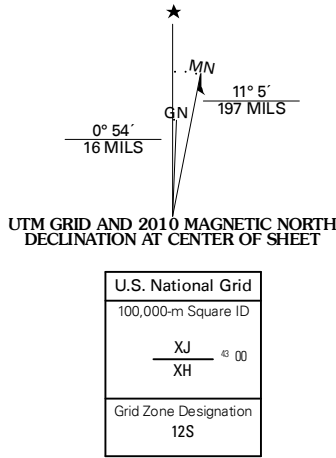 ★
MN
11° 5´
197 MILS
GN
0° 54´
16 MILS
UTM GRID AND 2010 MAGNETIC NORTH
DECLINATION AT CENTER OF SHEET
U.S. National Grid
100,000-m Square ID
XJ
43 00
XH
Grid Zone Designation
12S